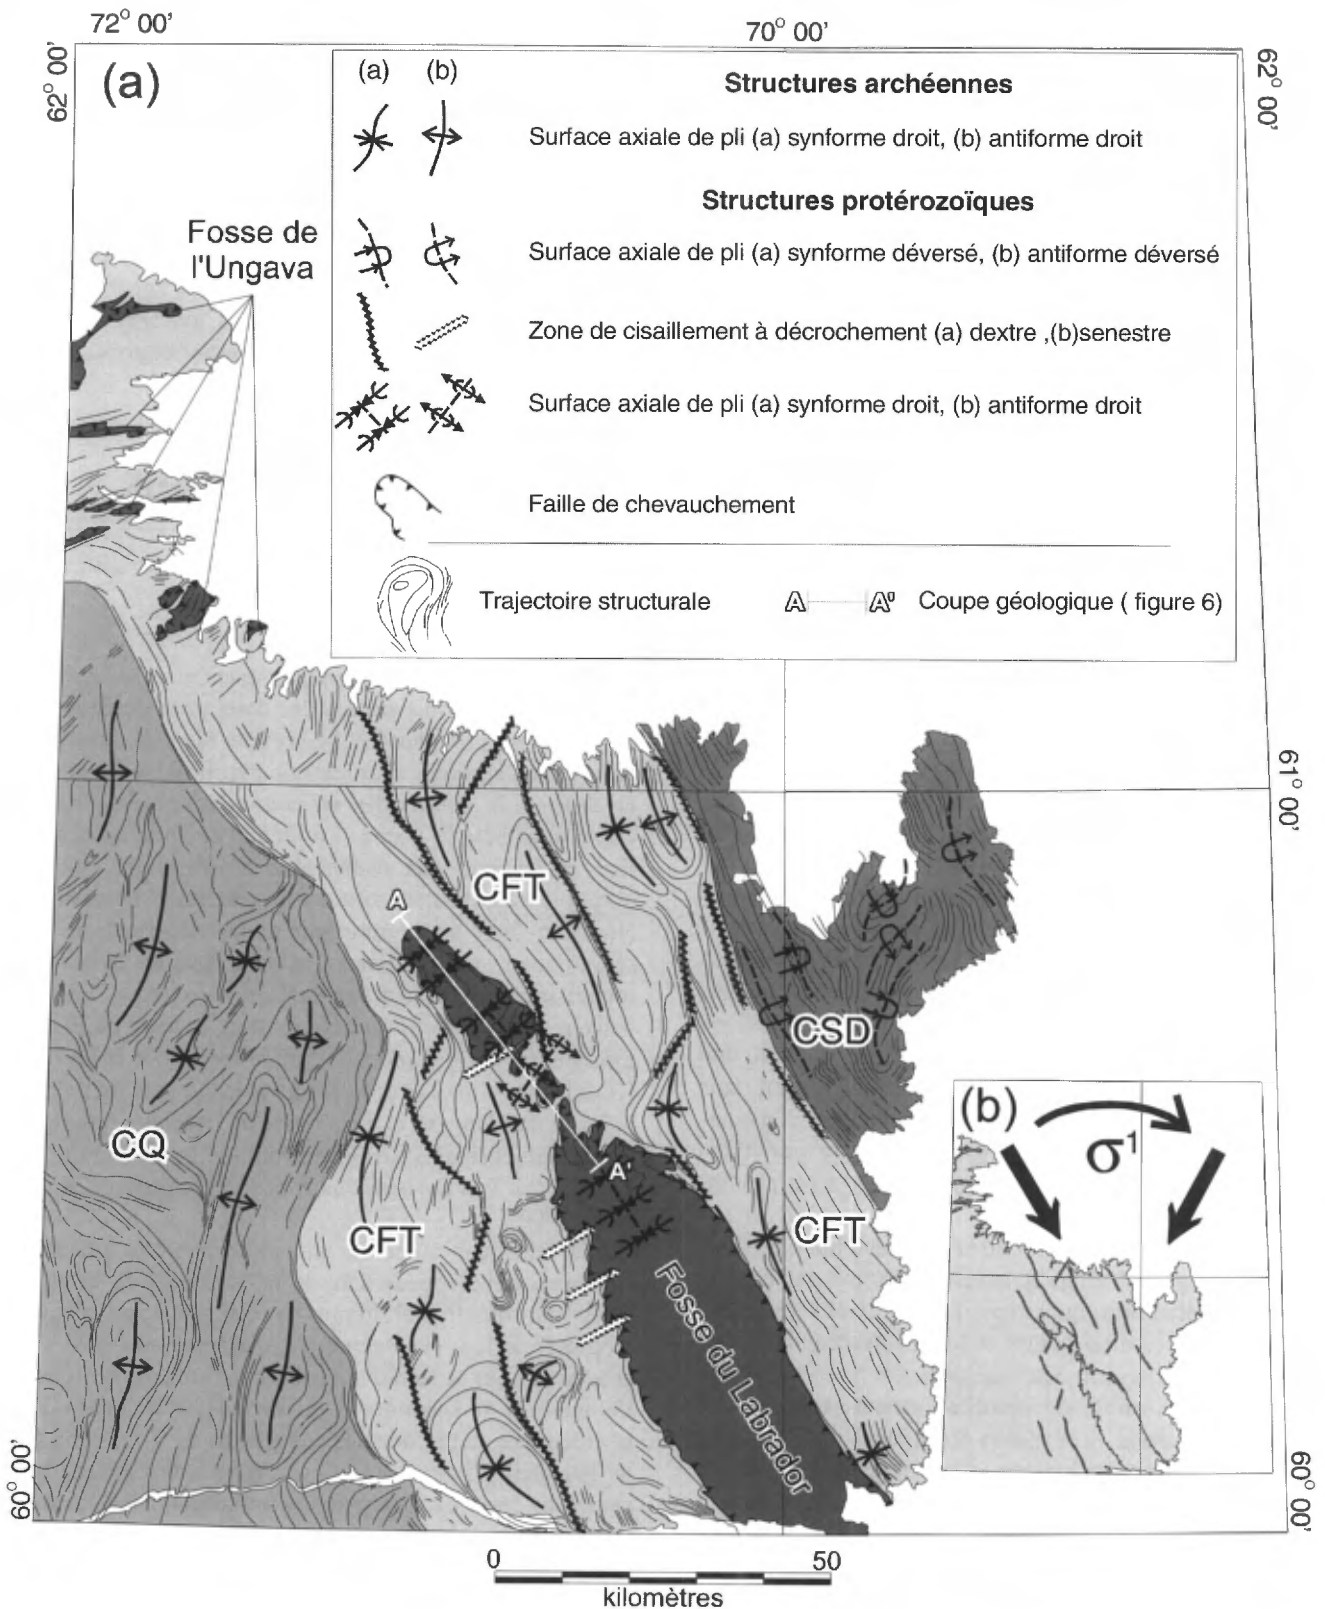 72° 00'
70° 00'
62° 00'
62° 00'
(a)
(a) (b)
Structures archéennes
Surface axiale de pli (a) synforme droit, (b) antiforme droit
Structures protérozoïques
Surface axiale de pli (a) synforme déversé, (b) antiforme déversé
Zone de cisaillement à décrochement (a) dextre ,(b)senestre
Surface axiale de pli (a) synforme droit, (b) antiforme droit
Faille de chevauchement
Trajectoire structurale
A A' Coupe géologique ( figure 6)
Fosse de
l'Ungava
61° 00'
CFT
A
CSD
CQ
A'
CFT
CFT
Fosse du Labrador
(b)
σ1
60° 00'
60° 00'
0 50
kilomètres